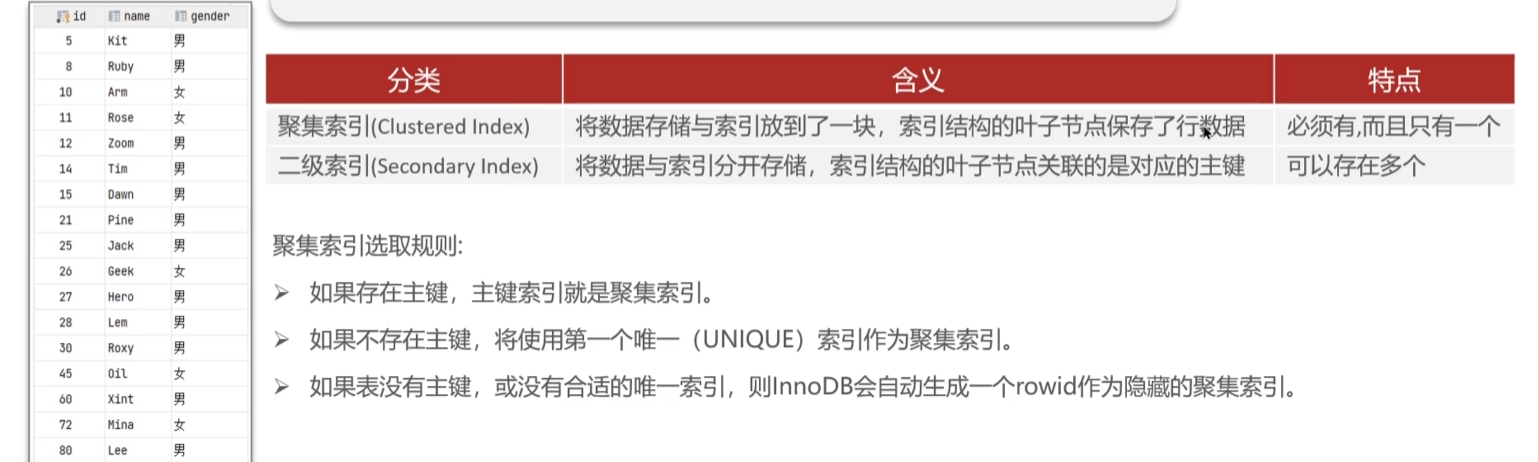 id name gender
5 Kit 男
8 Ruby 男
10 Arm 女
11 Rose 女
12 Zoom 男
14 Tim 男
15 Dawn 男
21 Pine 男
25 Jack 男
26 Geek 女
27 Hero 男
28 Lem 男
30 Roxy 男
45 Oil 女
60 Xint 男
72 Mina 女
80 Lee 男
分类 含义 特点
聚集索引(Clustered Index) 将数据存储与索引放到了一块，索引结构的叶子节点保存了行数据 必须有,而且只有一个
二级索引(Secondary Index) 将数据与索引分开存储，索引结构的叶子节点关联的是对应的主键 可以存在多个
聚集索引选取规则:
➢ 如果存在主键，主键索引就是聚集索引。
➢ 如果不存在主键，将使用第一个唯一（UNIQUE）索引作为聚集索引。
➢ 如果表没有主键，或没有合适的唯一索引，则InnoDB会自动生成一个rowid作为隐藏的聚集索引。